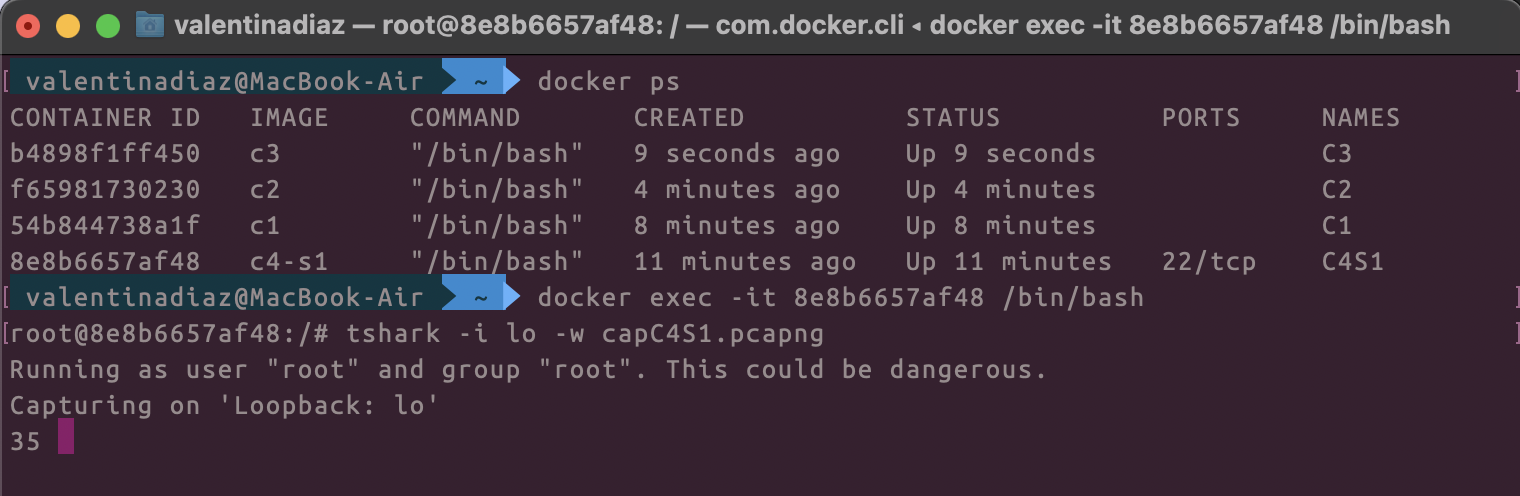 valentinadiaz — root@8e8b6657af48: / — com.docker.cli ◂ docker exec -it 8e8b6657af48 /bin/bash
[ valentinadiaz@MacBook-Air ~ docker ps ]
CONTAINER ID IMAGE COMMAND CREATED STATUS PORTS NAMES
b4898f1ff450 c3 "/bin/bash" 9 seconds ago Up 9 seconds C3
f65981730230 c2 "/bin/bash" 4 minutes ago Up 4 minutes C2
54b844738a1f c1 "/bin/bash" 8 minutes ago Up 8 minutes C1
8e8b6657af48 c4-s1 "/bin/bash" 11 minutes ago Up 11 minutes 22/tcp C4S1
[ valentinadiaz@MacBook-Air ~ docker exec -it 8e8b6657af48 /bin/bash ]
[root@8e8b6657af48:/# tshark -i lo -w capC4S1.pcapng ]
Running as user "root" and group "root". This could be dangerous.
Capturing on 'Loopback: lo'
35